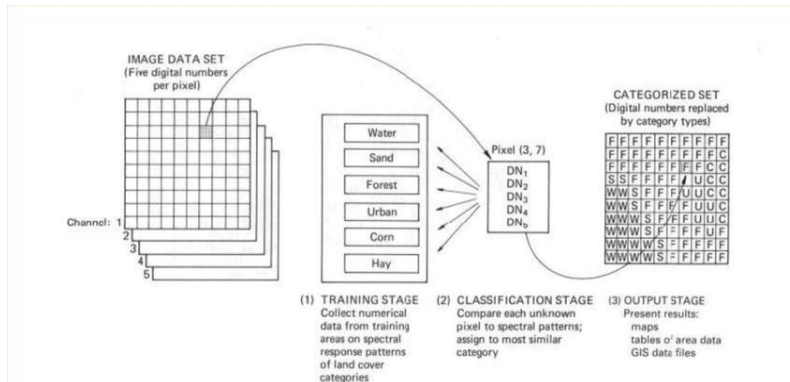 IMAGE DATA SET
(Five digital numbers
per pixel)
Channel: 1
2
3
4
5
Water
Sand
Forest
Urban
Corn
Hay
Pixel (3, 7)
DN1
DN2
DN3
DN4
DN5
CATEGORIZED SET
(Digital numbers replaced
by category types)
F F F F F F F F F F
F F F F F F F F F C
F F F F F F F F C C
S S F F F F F U C C
W W S F F F F U U C C
W W S F F F F U U C
W W W S F F F U U C
W W W S F F F F U F
W W W W S F F F F F
W W W W S F F F F F
(1) TRAINING STAGE
Collect numerical
data from training
areas on spectral
response patterns
of land cover
categories
(2) CLASSIFICATION STAGE
Compare each unknown
pixel to spectral patterns;
assign to most similar
category
(3) OUTPUT STAGE
Present results:
maps
tables of area data
GIS data files